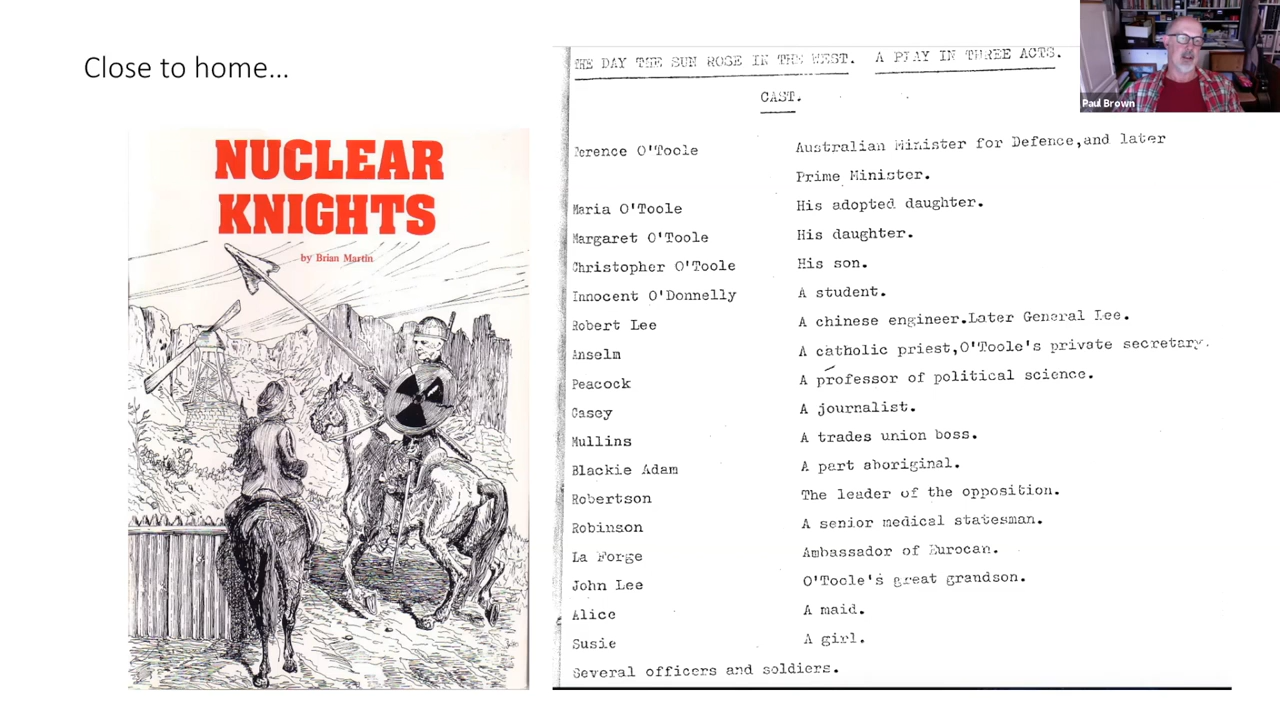 Close to home...
NUCLEAR
KNIGHTS
by Brian Martin
THE DAY THE SUN ROSE IN THE WEST. A PLAY IN THREE ACTS.
CAST.
Terence O'Toole Australian Minister for Defence,and later
Prime Minister.
Maria O'Toole His adopted daughter.
Margaret O'Toole His daughter.
Christopher O'Toole His son.
Innocent O'Donnelly A student.
Robert Lee A chinese engineer.Later General Lee.
Anselm A catholic priest,O'Toole's private secretary.
Peacock A professor of political science.
Casey A journalist.
Mullins A trades union boss.
Blackie Adam A part aboriginal.
Robertson The leader of the opposition.
Robinson A senior medical statesman.
La Forge Ambassador of Eurocan.
John Lee O'Toole's great grandson.
Alice A maid.
Susie A girl.
Several officers and soldiers.
Paul Brown